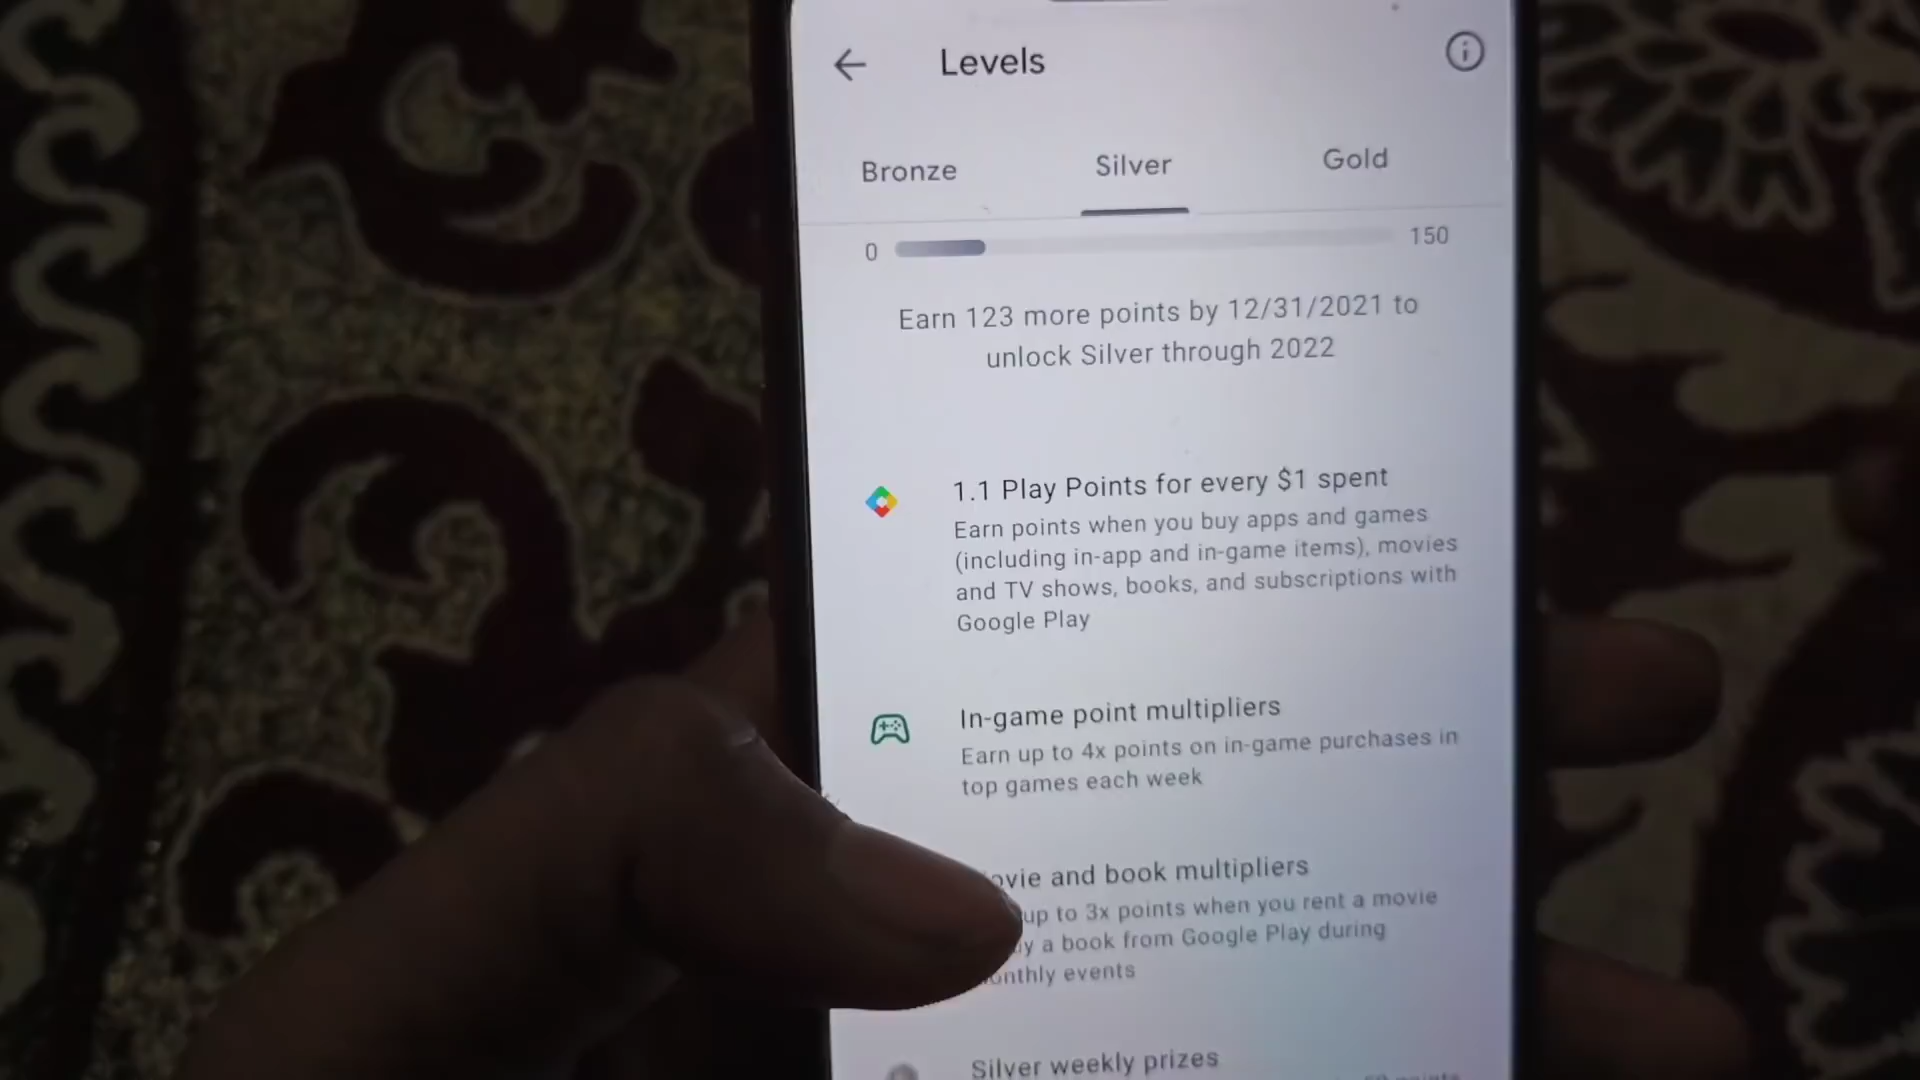 Levels
Bronze Silver Gold
0 150
Earn 123 more points by 12/31/2021 to
unlock Silver through 2022
1.1 Play Points for every $1 spent
Earn points when you buy apps and games
(including in-app and in-game items), movies
and TV shows, books, and subscriptions with
Google Play
In-game point multipliers
Earn up to 4x points on in-game purchases in
top games each week
and book multipliers
up to 3x points when you rent a movie
a book from Google Play during
events
Silver weekly prizes